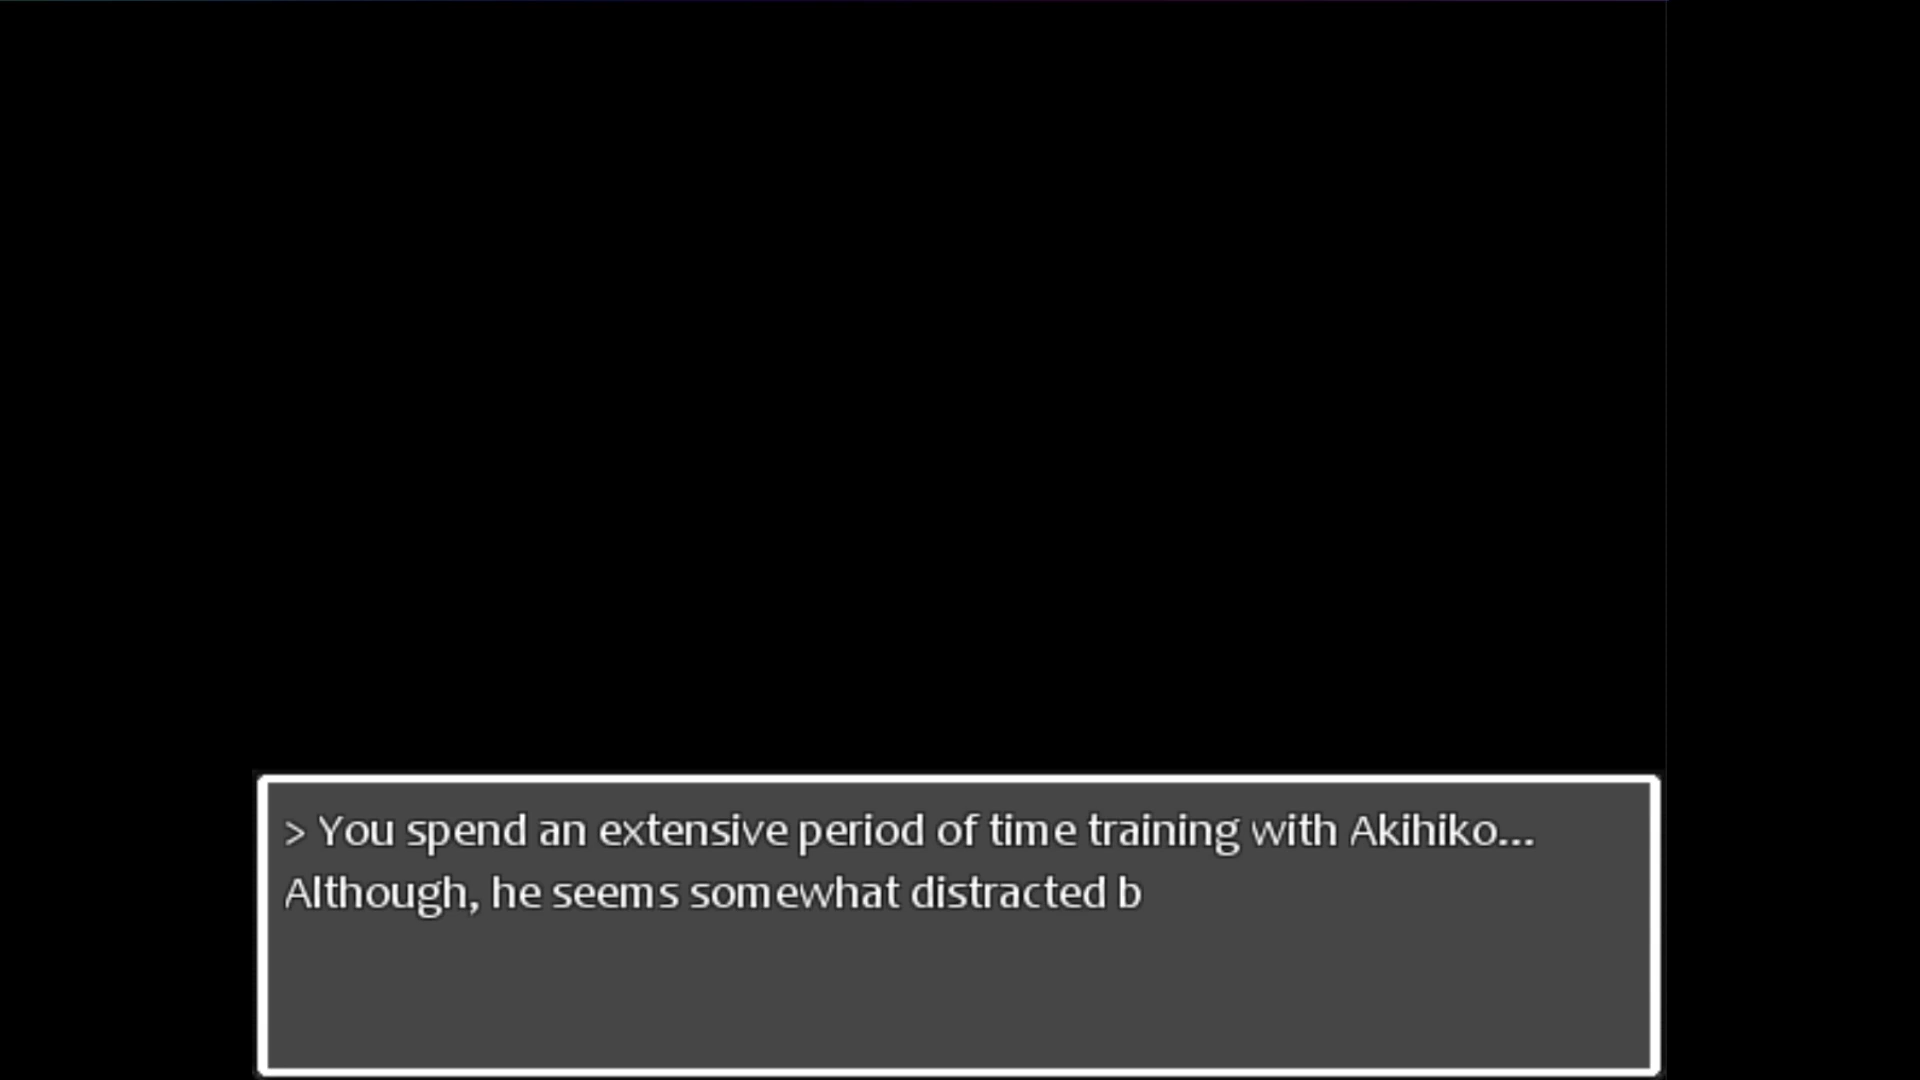 > You spend an extensive period of time training with Akihiko...
Although, he seems somewhat distracted b